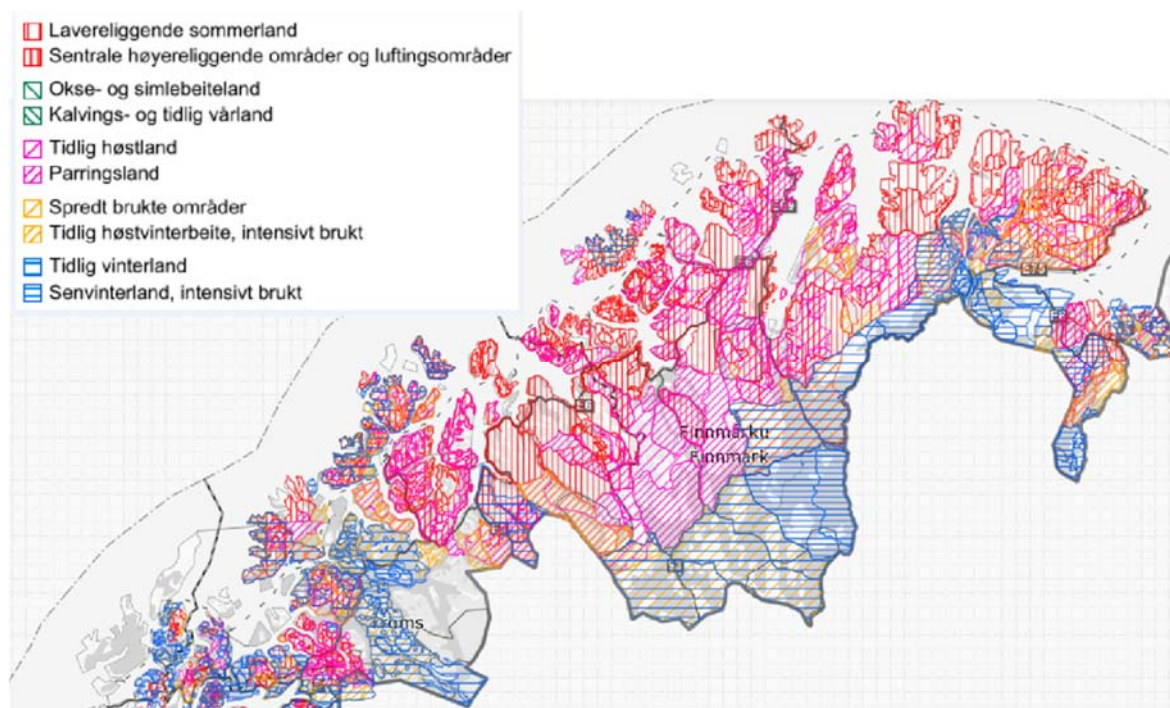 Lavereliggende sommerland
Sentrale høyereliggende områder og luftingsområder
Okse- og simlebeiteland
Kalvings- og tidlig vårland
Tidlig høstland
Parringsland
Spredt brukte områder
Tidlig høstvinterbeite, intensivt brukt
Tidlig vinterland
Senvinterland, intensivt brukt
Finnmárku
Finnmark